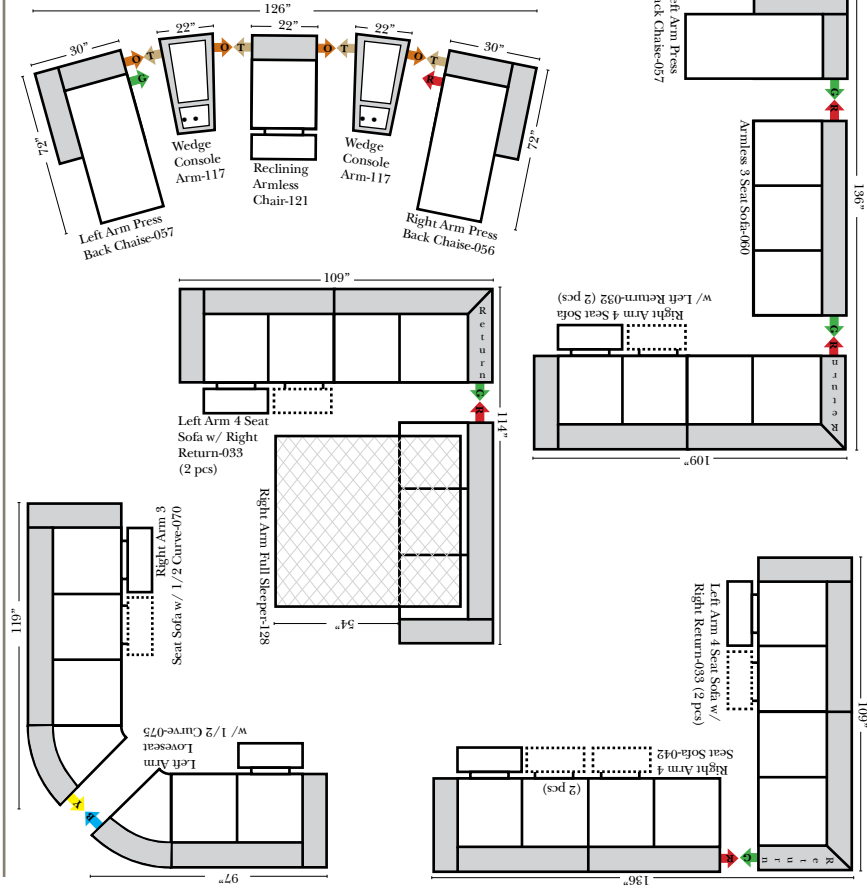 126”
22”
22”
22”
30”
30”
O T
O T
O T
O T
G
R
72”
72”
Wedge
Console
Arm-117
Reclining
Armless
Chair-121
Wedge
Console
Arm-117
Left Arm Press
Back Chaise-057
Right Arm Press
Back Chaise-056
Left Arm Press
Back Chaise-057
G
R
Armless 3 Seat Sofa-060
136”
G
R
Right Arm 4 Seat Sofa
w/ Left Return-032 (2 pcs)
Return
109”
109”
Return
G
R
114”
Left Arm 4 Seat
Sofa w/ Right
Return-033
(2 pcs)
Right Arm Full Sleeper-128
54”
119”
Right Arm 3
Seat Sofa w/ 1/2 Curve-070
Y
B
Left Arm
Loveseat
w/ 1/2 Curve-075
97”
Left Arm 4 Seat Sofa w/
Right Return-033 (2 pcs)
109”
Right Arm 4
Seat Sofa-042
(2 pcs)
R
G
Return
136”